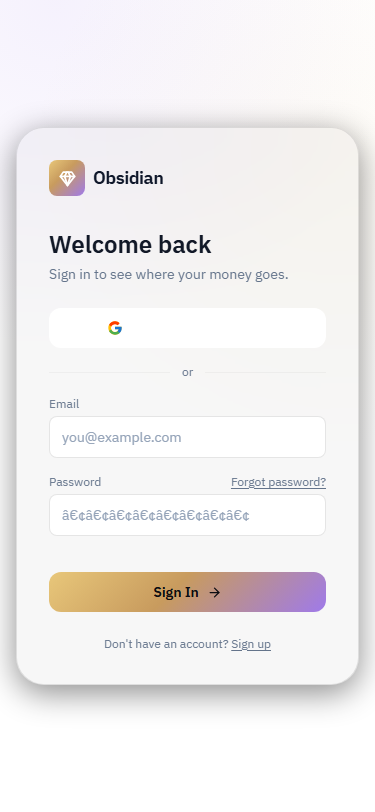 Obsidian
Welcome back
Sign in to see where your money goes.
or
Email
you@example.com
Password Forgot password?
â€¢â€¢â€¢â€¢â€¢â€¢â€¢â€¢
Sign In →
Don't have an account? Sign up